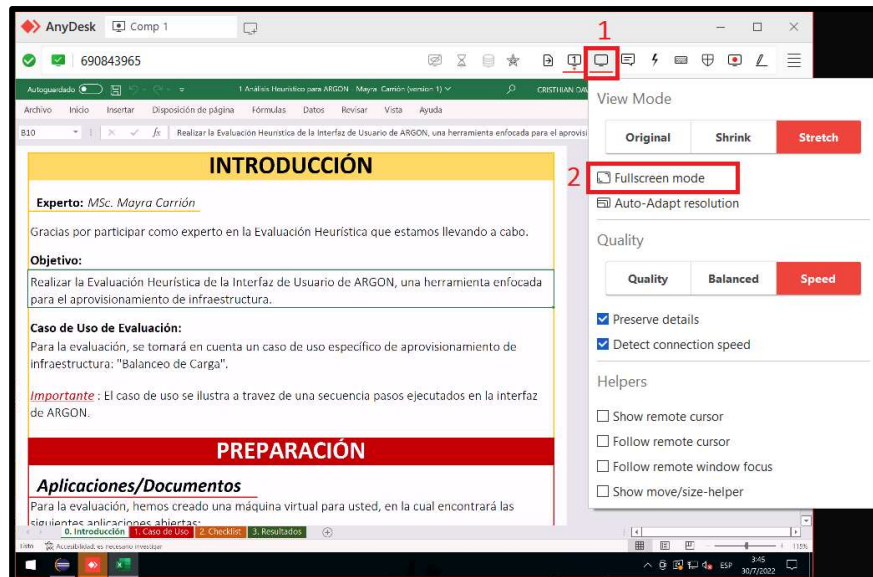 AnyDesk
Comp 1
1
690843965
Autoguardado
1 Análisis Heurístico para ARGON - Mayra Carrión (version 1)
CRISTHIAN DAV
Archivo Inicio Insertar Disposición de página Fórmulas Datos Revisar Vista Ayuda
B10
fx
Realizar la Evaluación Heurística de la Interfaz de Usuario de ARGON, una herramienta enfocada para el aprovisi
INTRODUCCIÓN
Experto: MSc. Mayra Carrión
Gracias por participar como experto en la Evaluación Heurística que estamos llevando a cabo.
Objetivo:
Realizar la Evaluación Heurística de la Interfaz de Usuario de ARGON, una herramienta enfocada
para el aprovisionamiento de infraestructura.
Caso de Uso de Evaluación:
Para la evaluación, se tomará en cuenta un caso de uso específico de aprovisionamiento de
infraestructura: "Balanceo de Carga".
Importante : El caso de uso se ilustra a travez de una secuencia pasos ejecutados en la interfaz
de ARGON.
PREPARACIÓN
Aplicaciones/Documentos
Para la evaluación, hemos creado una máquina virtual para usted, en la cual encontrará las
siguientes aplicaciones abiertas:
0. Introducción 1. Caso de Uso 2. Checklist 3. Resultados
Listo Accesibilidad: es necesario investigar
115%
View Mode
Original Shrink Stretch
2
Fullscreen mode
Auto-Adapt resolution
Quality
Quality Balanced Speed
Preserve details
Detect connection speed
Helpers
Show remote cursor
Follow remote cursor
Follow remote window focus
Show move/size-helper
ESP
3:45
30/7/2022